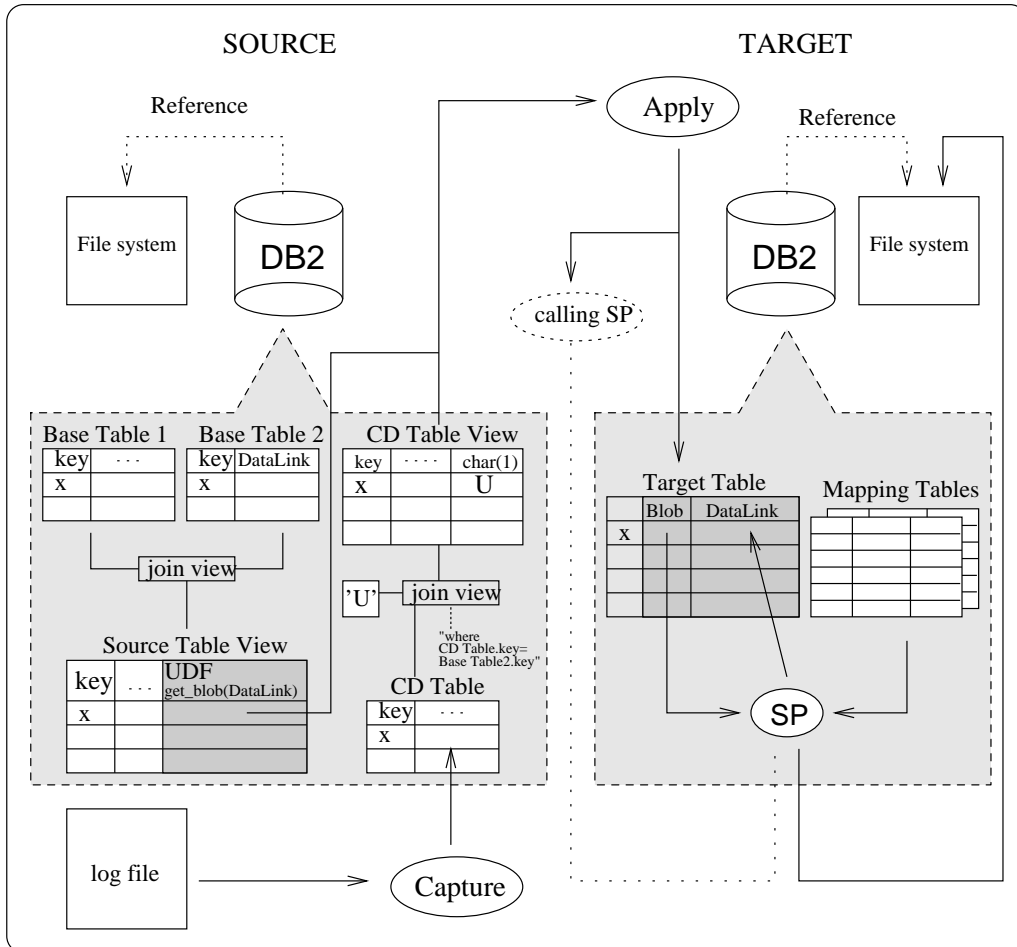 SOURCE
TARGET
Reference
Apply
Reference
File system
DB2
calling SP
DB2
File system
Base Table 1
key
· · ·
x
Base Table 2
key
DataLink
x
CD Table View
key
· · · ·
char(1)
x
U
join view
'U'
join view
"where
CD Table.key=
Base Table2.key"
Source Table View
key
. . .
UDF
get_blob(DataLink)
x
CD Table
key
· · ·
x
Target Table
Blob
DataLink
x
Mapping Tables
SP
log file
Capture